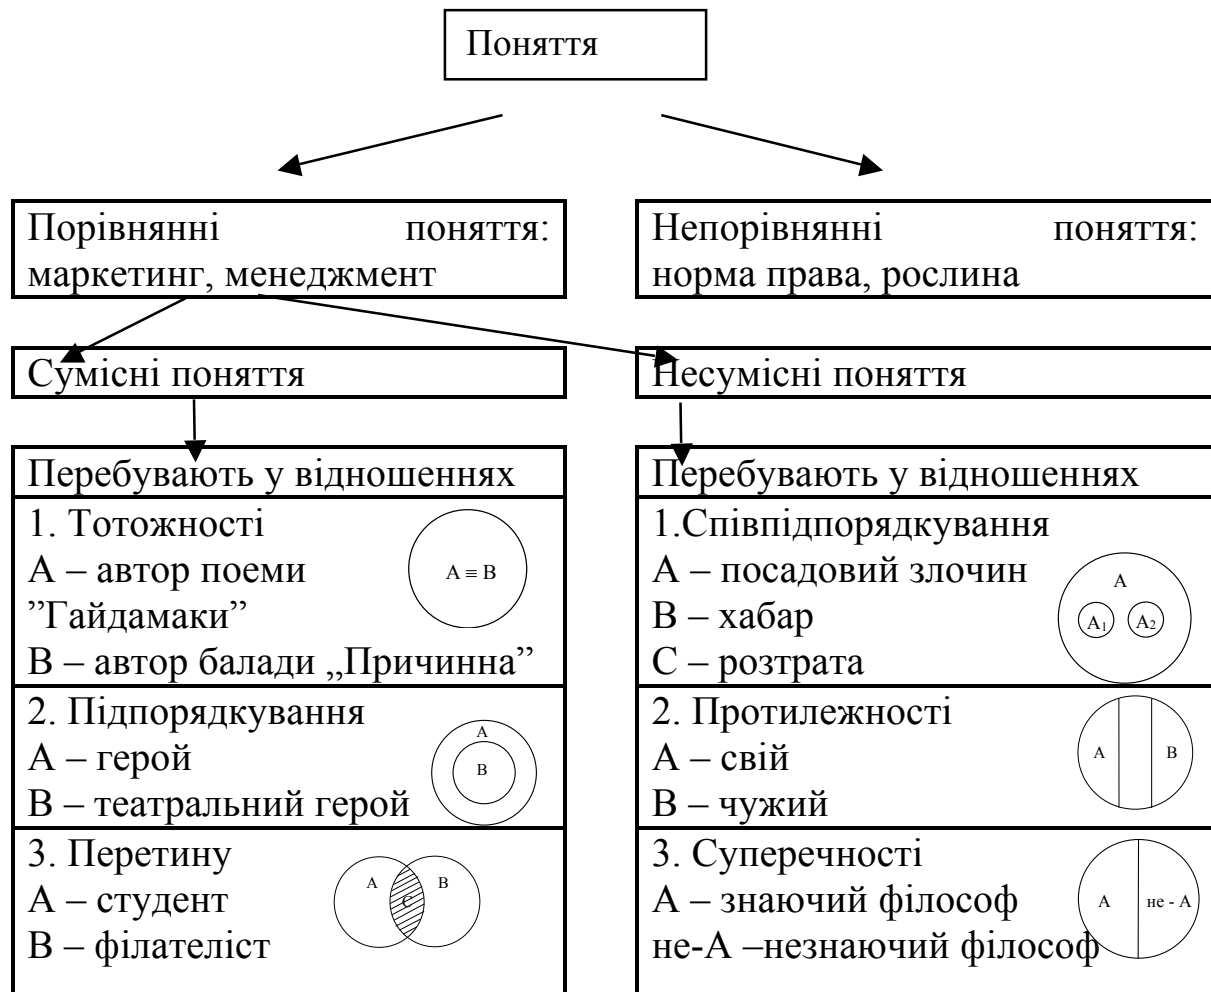 Поняття
Порівнянні поняття:
маркетинг, менеджмент
Непорівнянні поняття:
норма права, рослина
Сумісні поняття
Несумісні поняття
Перебувають у відношеннях
1. Тотожності
А – автор поеми
”Гайдамаки”
В – автор балади „Причинна”
A ≡ B
2. Підпорядкування
А – герой
В – театральний герой
A
B
3. Перетину
А – студент
В – філателіст
A
C
B
Перебувають у відношеннях
1.Співпідпорядкування
А – посадовий злочин
В – хабар
С – розтрата
A
A₁ A₂
2. Протилежності
А – свій
В – чужий
A B
3. Суперечності
А – знаючий філософ
не-А –незнаючий філософ
A не - A